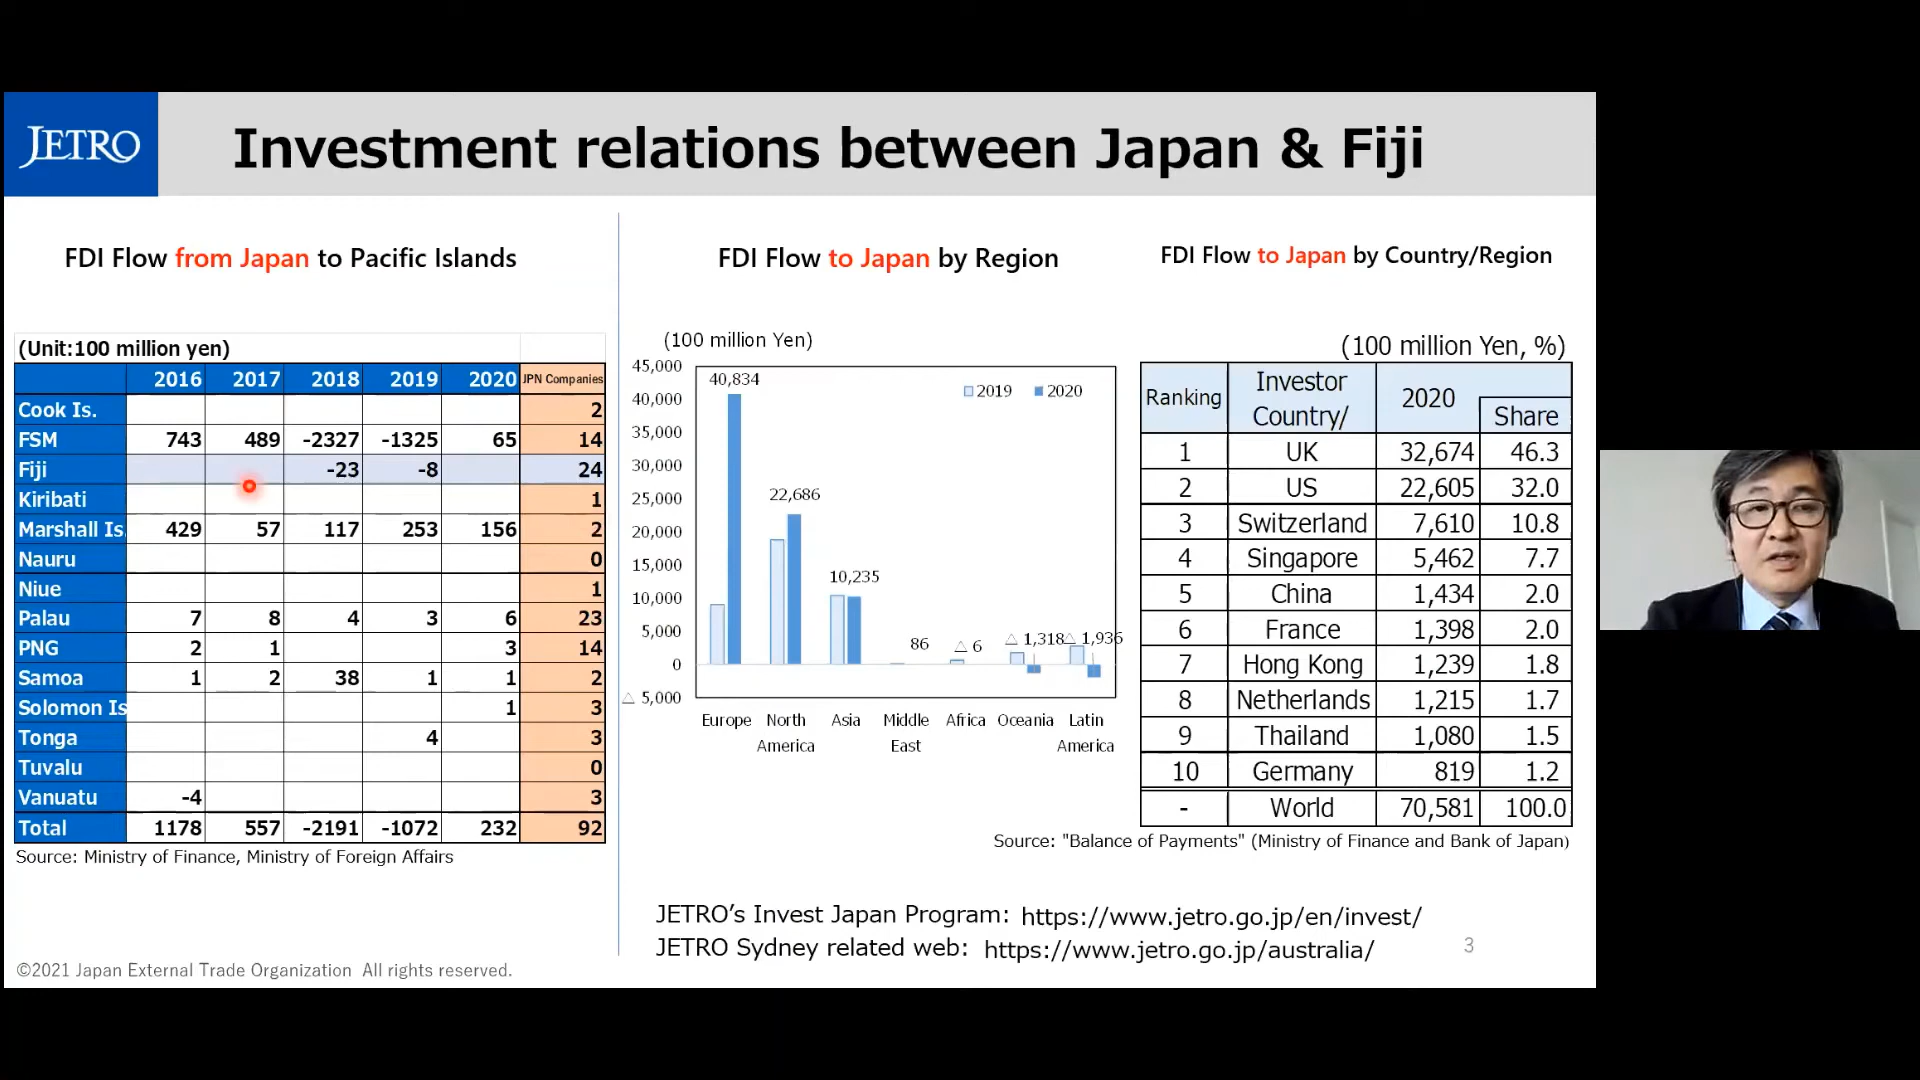 JETRO
Investment relations between Japan & Fiji
FDI Flow from Japan to Pacific Islands
(Unit:100 million yen)
2016 2017 2018 2019 2020 JPN Companies
Cook Is. 2
FSM 743 489 -2327 -1325 65 14
Fiji -23 -8 24
Kiribati 1
Marshall Is 429 57 117 253 156 2
Nauru 0
Niue 1
Palau 7 8 4 3 6 23
PNG 2 1 3 14
Samoa 1 2 38 1 1 2
Solomon Is 1 3
Tonga 4 3
Tuvalu 0
Vanuatu -4 3
Total 1178 557 -2191 -1072 232 92
Source: Ministry of Finance, Ministry of Foreign Affairs
FDI Flow to Japan by Region
(100 million Yen)
45,000
40,000
35,000
30,000
25,000
20,000
15,000
10,000
5,000
0
△ 5,000
2019 2020
40,834
22,686
10,235
86
△ 6
△ 1,318
△ 1,936
Europe North Asia Middle Africa Oceania Latin
America East America
FDI Flow to Japan by Country/Region
(100 million Yen, %)
Ranking Investor Country/ 2020 Share
1 UK 32,674 46.3
2 US 22,605 32.0
3 Switzerland 7,610 10.8
4 Singapore 5,462 7.7
5 China 1,434 2.0
6 France 1,398 2.0
7 Hong Kong 1,239 1.8
8 Netherlands 1,215 1.7
9 Thailand 1,080 1.5
10 Germany 819 1.2
- World 70,581 100.0
Source: "Balance of Payments" (Ministry of Finance and Bank of Japan)
JETRO’s Invest Japan Program: https://www.jetro.go.jp/en/invest/
JETRO Sydney related web: https://www.jetro.go.jp/australia/
3
©2021 Japan External Trade Organization All rights reserved.